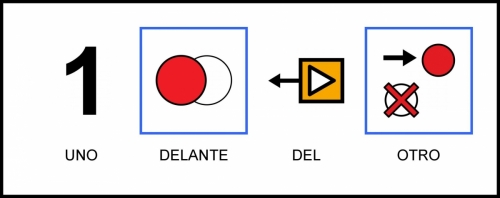 1
UNO DELANTE DEL OTRO